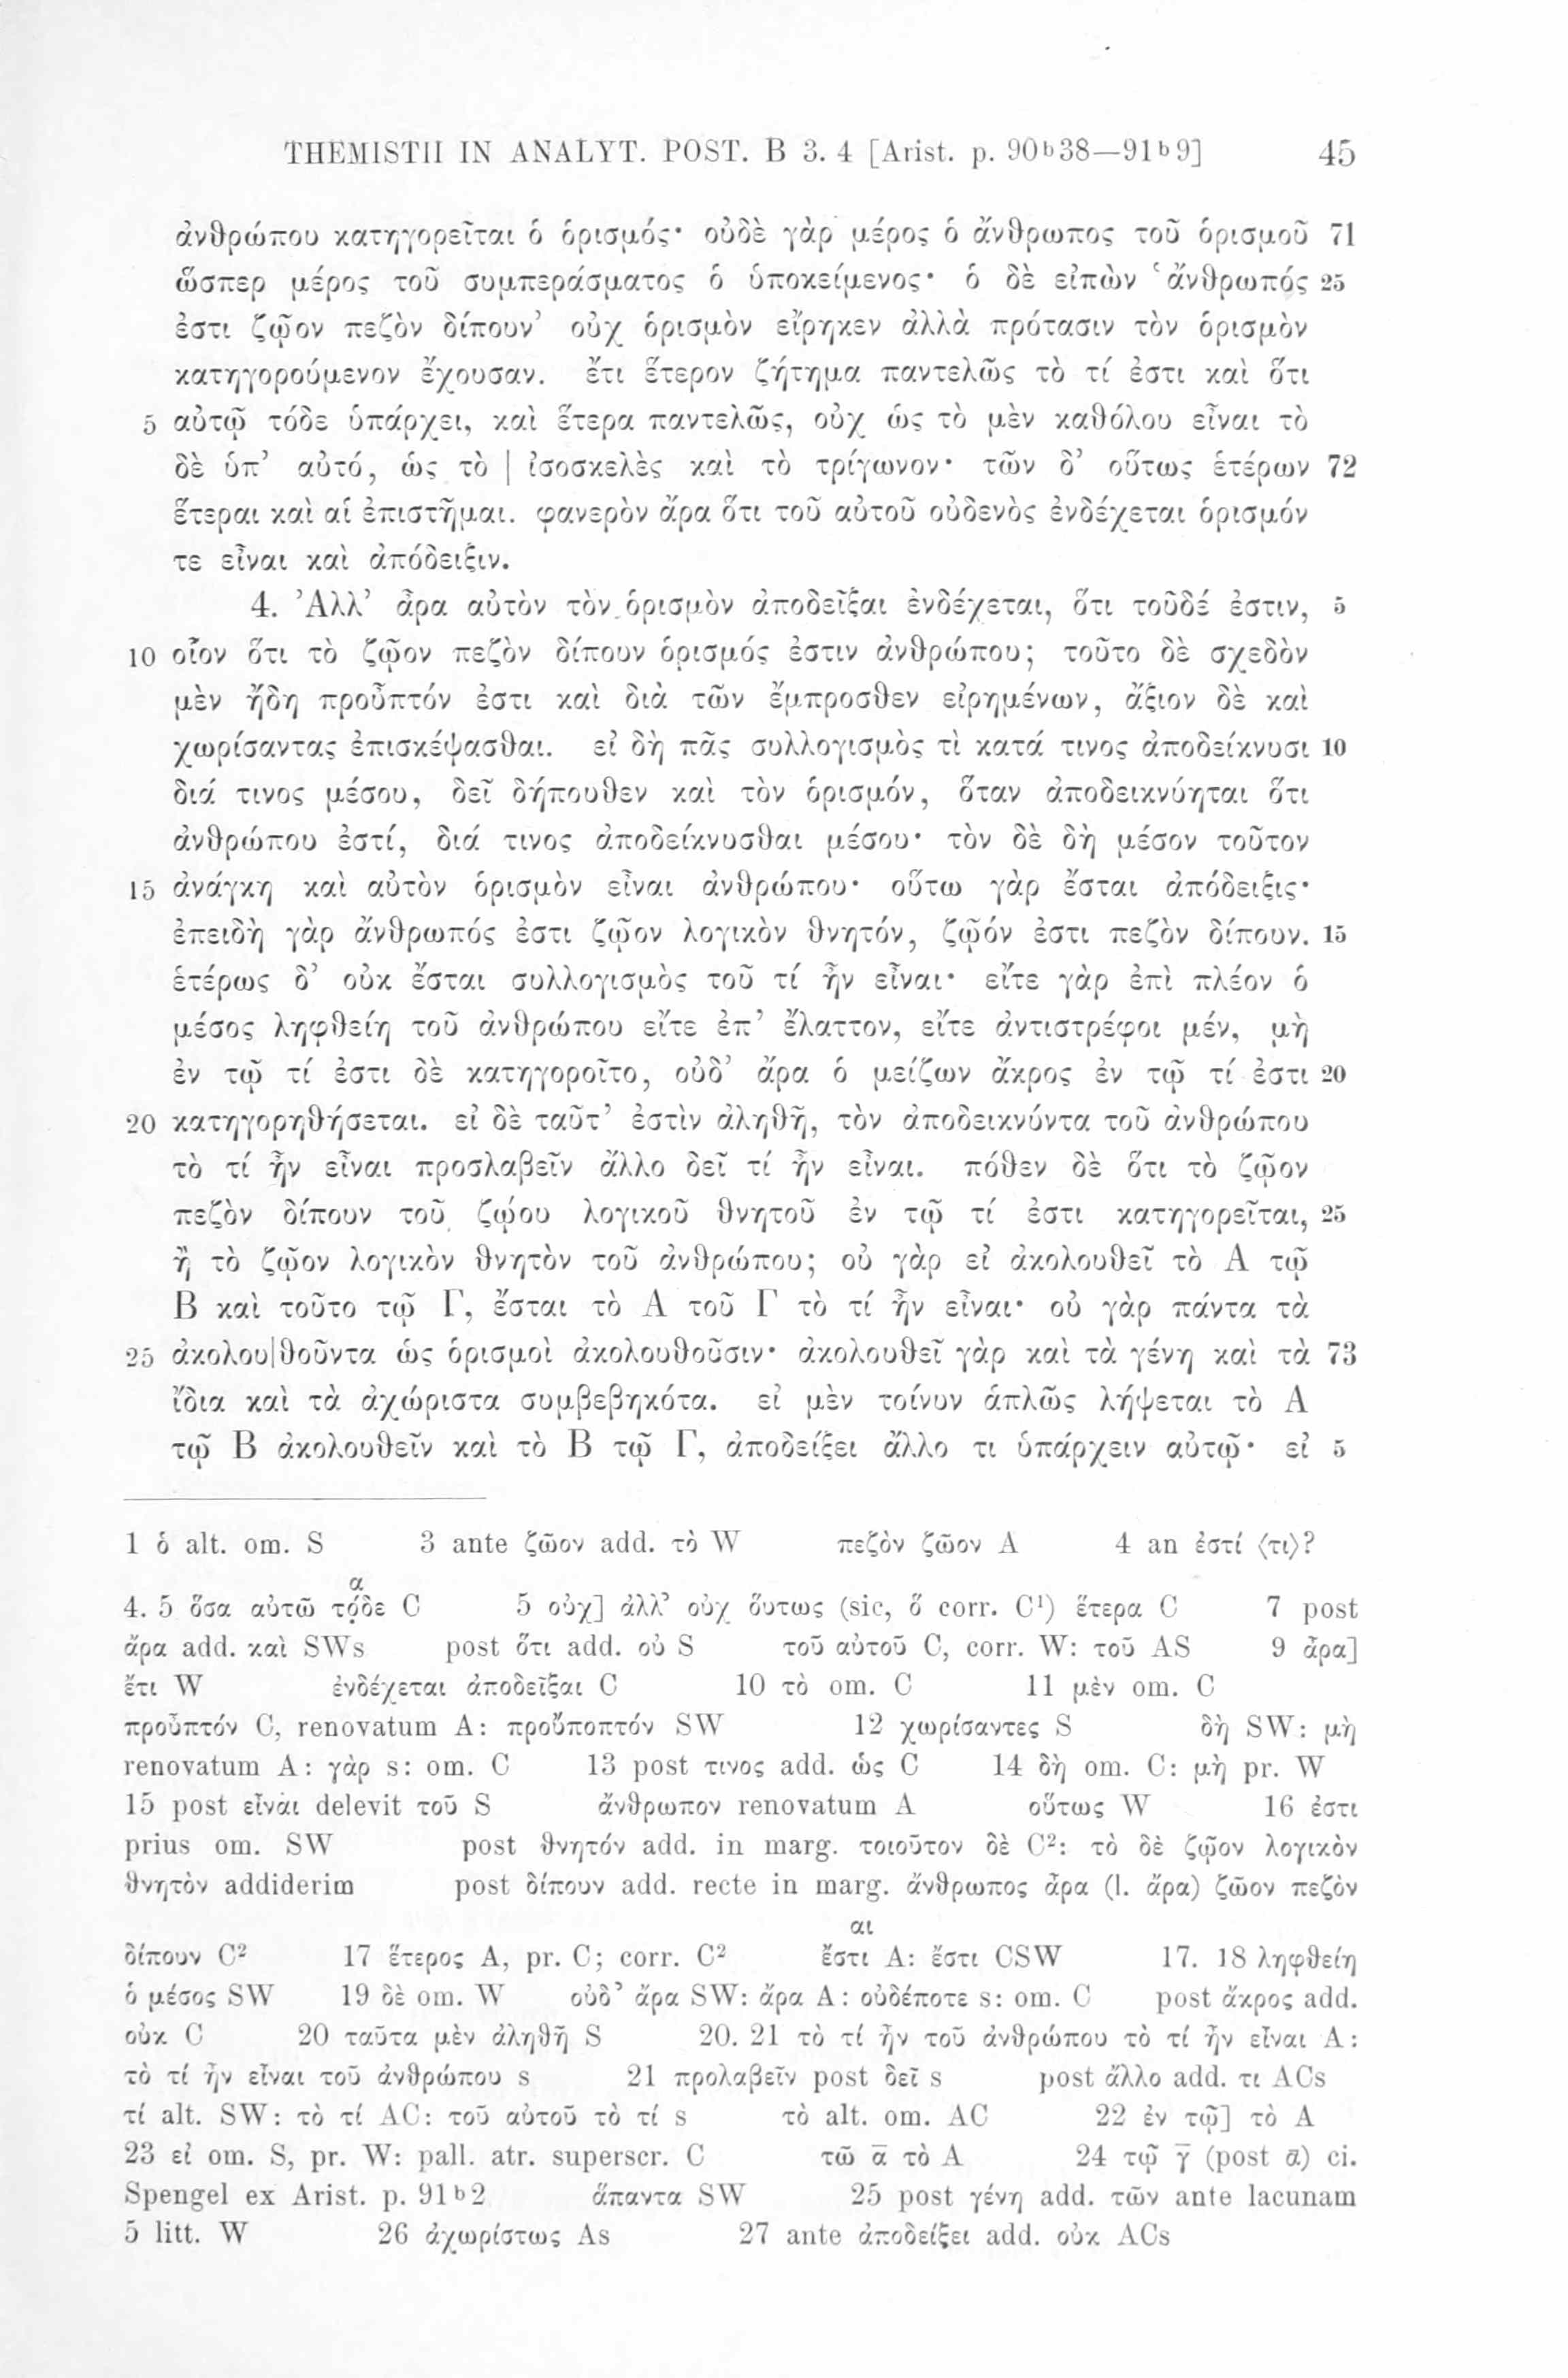 THEMISTII IN ANALYT. POST. B 3. 4 [Arist. p. 90ᵇ38—91ᵇ9] 45
ἀνθρώπου κατηγορεῖται ὁ ὁρισμός· οὐδὲ γὰρ μέρος ὁ ἄνθρωπος τοῦ ὁρισμοῦ 71
ὥσπερ μέρος τοῦ συμπεράσματος ὁ ὑποκείμενος· ὁ δὲ εἰπὼν ‘ἄνθρωπός 25
ἐστι ζῷον πεζὸν δίπουν’ οὐχ ὁρισμὸν εἴρηκεν ἀλλὰ πρότασιν τὸν ὁρισμὸν
κατηγορούμενον ἔχουσαν. ἔτι ἕτερον ζήτημα παντελῶς τὸ τί ἐστι καὶ ὅτι
5 αὐτῷ τόδε ὑπάρχει, καὶ ἕτερα παντελῶς, οὐχ ὡς τὸ μὲν καθόλου εἶναι τὸ
δὲ ὑπ’ αὐτό, ὡς τὸ | ἰσοσκελὲς καὶ τὸ τρίγωνον· τῶν δ’ οὕτως ἑτέρων 72
ἕτεραι καὶ αἱ ἐπιστῆμαι. φανερὸν ἄρα ὅτι τοῦ αὐτοῦ οὐδενὸς ἐνδέχεται ὁρισμόν
τε εἶναι καὶ ἀπόδειξιν.
4. Ἀλλ’ ἆρα αὐτὸν τὸν ὁρισμὸν ἀποδεῖξαι ἐνδέχεται, ὅτι τοῦδέ ἐστιν, 5
10 οἷον ὅτι τὸ ζῷον πεζὸν δίπουν ὁρισμός ἐστιν ἀνθρώπου; τοῦτο δὲ σχεδὸν
μὲν ἤδη προὖπτόν ἐστι καὶ διὰ τῶν ἔμπροσθεν εἰρημένων, ἄξιον δὲ καὶ
χωρίσαντας ἐπισκέψασθαι. εἰ δὴ πᾶς συλλογισμὸς τὶ κατά τινος ἀποδείκνυσι 10
διά τινος μέσου, δεῖ δήπουθεν καὶ τὸν ὁρισμόν, ὅταν ἀποδεικνύηται ὅτι
ἀνθρώπου ἐστί, διά τινος ἀποδείκνυσθαι μέσου· τὸν δὲ δὴ μέσον τοῦτον
15 ἀνάγκη καὶ αὐτὸν ὁρισμὸν εἶναι ἀνθρώπου· οὕτω γὰρ ἔσται ἀπόδειξις·
ἐπειδὴ γὰρ ἄνθρωπός ἐστι ζῷον λογικὸν θνητόν, ζῷόν ἐστι πεζὸν δίπουν. 15
ἑτέρως δ’ οὐκ ἔσται συλλογισμὸς τοῦ τί ἦν εἶναι· εἴτε γὰρ ἐπὶ πλέον ὁ
μέσος ληφθείη τοῦ ἀνθρώπου εἴτε ἐπ’ ἔλαττον, εἴτε ἀντιστρέφοι μέν, μὴ
ἐν τῷ τί ἐστι δὲ κατηγοροῖτο, οὐδ’ ἄρα ὁ μείζων ἄκρος ἐν τῷ τί ἐστι 20
20 κατηγορηθήσεται. εἰ δὲ ταῦτ’ ἐστὶν ἀληθῆ, τὸν ἀποδεικνύντα τοῦ ἀνθρώπου
τὸ τί ἦν εἶναι προσλαβεῖν ἄλλο δεῖ τί ἦν εἶναι. πόθεν δὲ ὅτι τὸ ζῷον
πεζὸν δίπουν τοῦ ζῴου λογικοῦ θνητοῦ ἐν τῷ τί ἐστι κατηγορεῖται, 25
ἢ τὸ ζῷον λογικὸν θνητὸν τοῦ ἀνθρώπου; οὐ γὰρ εἰ ἀκολουθεῖ τὸ Α τῷ
Β καὶ τοῦτο τῷ Γ, ἔσται τὸ Α τοῦ Γ τὸ τί ἦν εἶναι· οὐ γὰρ πάντα τὰ
25 ἀκολου|θοῦντα ὡς ὁρισμοὶ ἀκολουθοῦσιν· ἀκολουθεῖ γὰρ καὶ τὰ γένη καὶ τὰ 73
ἴδια καὶ τὰ ἀχώριστα συμβεβηκότα. εἰ μὲν τοίνυν ἁπλῶς λήψεται τὸ Α
τῷ Β ἀκολουθεῖν καὶ τὸ Β τῷ Γ, ἀποδείξει ἄλλο τι ὑπάρχειν αὐτῷ· εἰ 5
1 ὁ alt. om. S 3 ante ζῶον add. τὸ W πεζὸν ζῶον A 4 an ἐστί ⟨τι⟩?
α
4. 5 ὅσα αὐτῶ τόδε C 5 οὐχ] ἀλλ’ οὐχ ὅυτως (sic, ὅ corr. C¹) ἕτερα C 7 post
ἄρα add. καὶ SWs post ὅτι add. οὐ S τοῦ αὐτοῦ C, corr. W: τοῦ AS 9 ἆρα]
ἔτι W ἐνδέχεται ἀποδεῖξαι C 10 τὸ om. C 11 μὲν om. C
προὖπτόν C, renovatum A: προὔποπτόν SW 12 χωρίσαντες S δὴ SW: μὴ
renovatum A: γὰρ s: om. C 13 post τινος add. ὡς C 14 δὴ om. C: μὴ pr. W
15 post εἶναι delevit τοῦ S ἄνθρωπον renovatum A οὕτως W 16 ἐστι
prius om. SW post θνητόν add. in marg. τοιοῦτον δὲ C²: τὸ δὲ ζῷον λογικὸν
θνητὸν addiderim post δίπουν add. recte in marg. ἄνθρωπος ἆρα (l. ἄρα) ζῶον πεζὸν
αι
δίπουν C² 17 ἕτερος A, pr. C; corr. C² ἔστι A: ἔστι CSW 17. 18 ληφθείη
ὁ μέσος SW 19 δὲ om. W οὐδ’ ἄρα SW: ἄρα A: οὐδέποτε s: om. C post ἄκρος add.
οὐκ C 20 ταῦτα μὲν ἀληθῆ S 20. 21 τὸ τί ἦν τοῦ ἀνθρώπου τὸ τί ἦν εἶναι A:
τὸ τί ἦν εἶναι τοῦ ἀνθρώπου s 21 προλαβεῖν post δεῖ s post ἄλλο add. τι ACs
τί alt. SW: τὸ τί AC: τοῦ αὐτοῦ τὸ τί s τὸ alt. om. AC 22 ἐν τῷ] τὸ A
23 εἰ om. S, pr. W: pall. atr. superscr. C τῶ ᾱ τὸ A 24 τῷ γ̄ (post ᾱ) ci.
Spengel ex Arist. p. 91ᵇ2 ἅπαντα SW 25 post γένη add. τῶν ante lacunam
5 litt. W 26 ἀχωρίστως As 27 ante ἀποδείξει add. οὐκ ACs